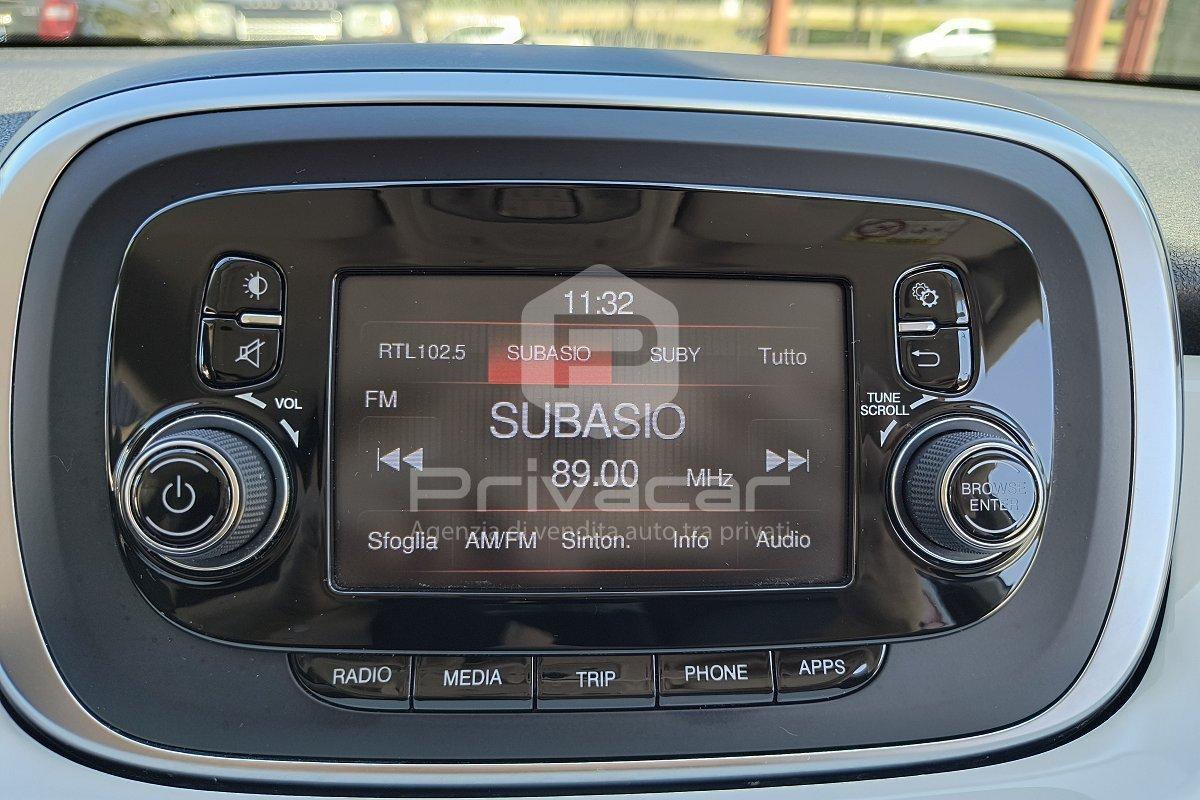 11:32
RTL102.5 SUBASIO SUBY Tutto
FM
SUBASIO
89.00 MHz
Sfoglia AM/FM Sinton. Info Audio
VOL
TUNE
SCROLL
BROWSE
ENTER
RADIO MEDIA TRIP PHONE APPS
P
Privacar
Agenzia di vendita auto tra privati